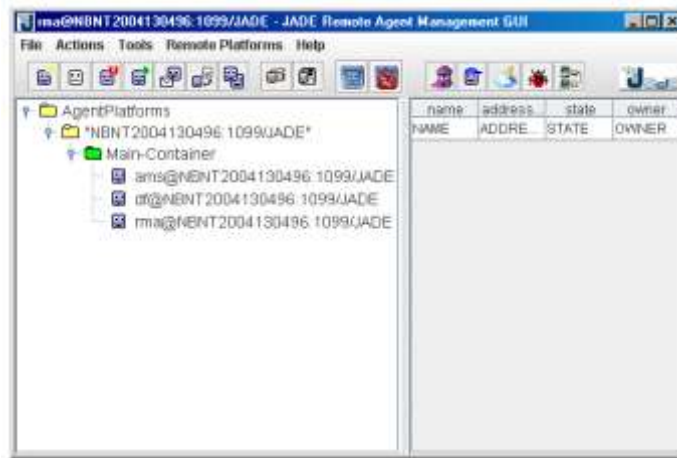 rma@NBNT2004130496:1099/JADE - JADE Remote Agent Management GUI
File Actions Tools Remote Platforms Help
AgentPlatforms
"NBNT2004130496:1099/JADE"
Main-Container
ams@NBNT2004130496:1099/JADE
df@NBNT2004130496:1099/JADE
rma@NBNT2004130496:1099/JADE
name address state owner
NAME ADDRE... STATE OWNER